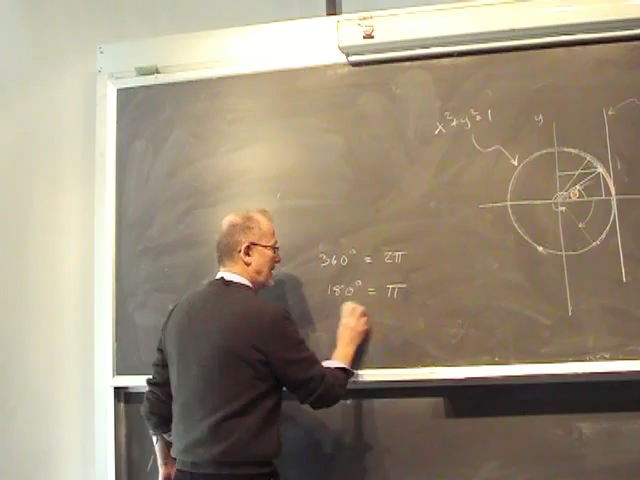 x²+y²=1
y
θ
360° = 2π
180° = π